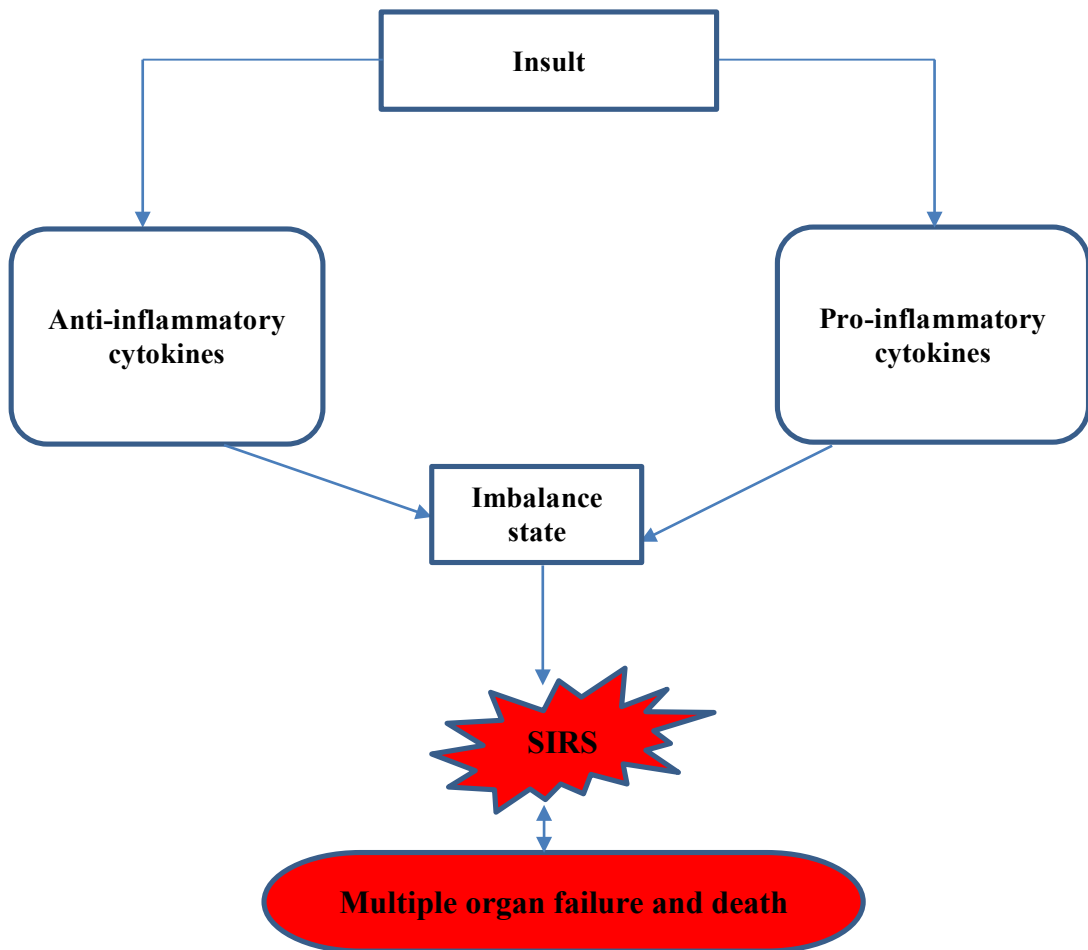 Insult
Anti-inflammatory
cytokines
Pro-inflammatory
cytokines
Imbalance
state
SIRS
Multiple organ failure and death